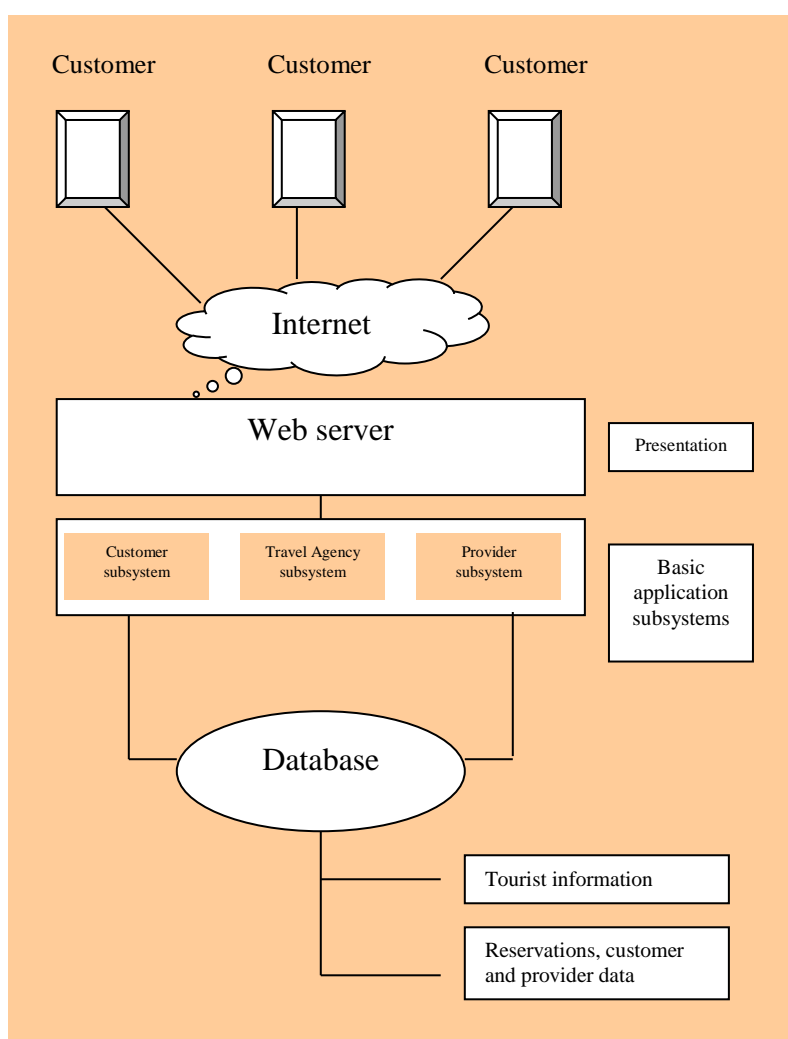 Customer
Customer
Customer
Internet
Web server
Presentation
Customer
subsystem
Travel Agency
subsystem
Provider
subsystem
Basic
application
subsystems
Database
Tourist information
Reservations, customer
and provider data